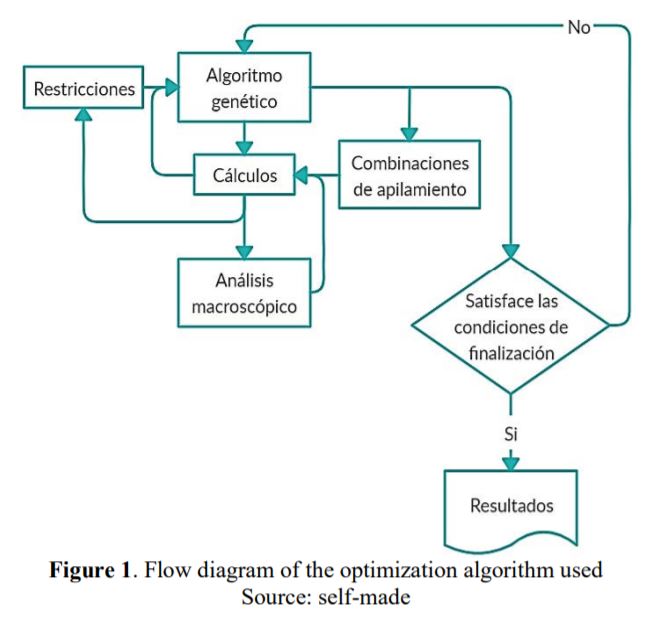 No
Restricciones
Algoritmo
genético
Cálculos
Combinaciones
de apilamiento
Análisis
macroscópico
Satisface las
condiciones de
finalización
Si
Resultados
Figure 1. Flow diagram of the optimization algorithm used
Source: self-made